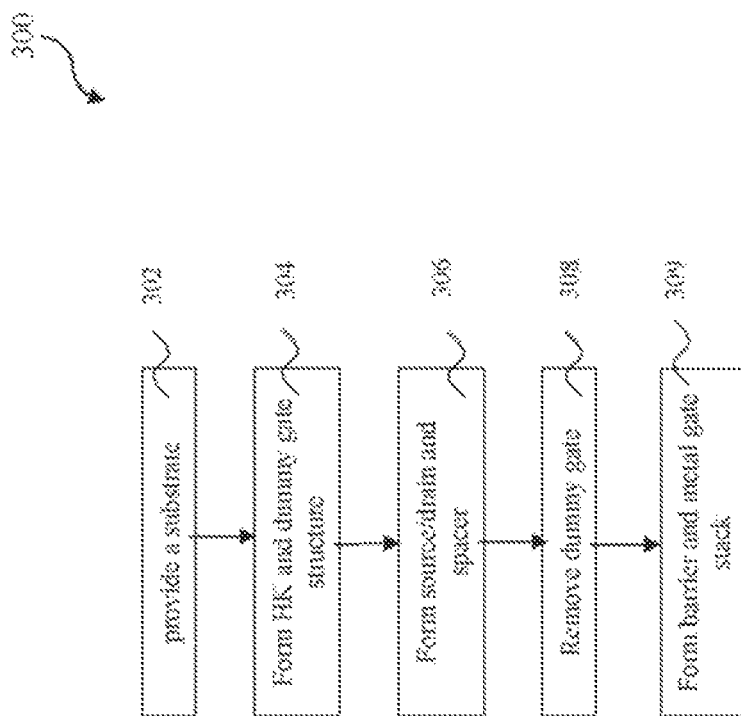 300
provide a substrate
302
Form HK and dummy gate
structure
304
Form source/drain and
spacer
306
Remove dummy gate
308
Form barrier and metal gate
stack
309